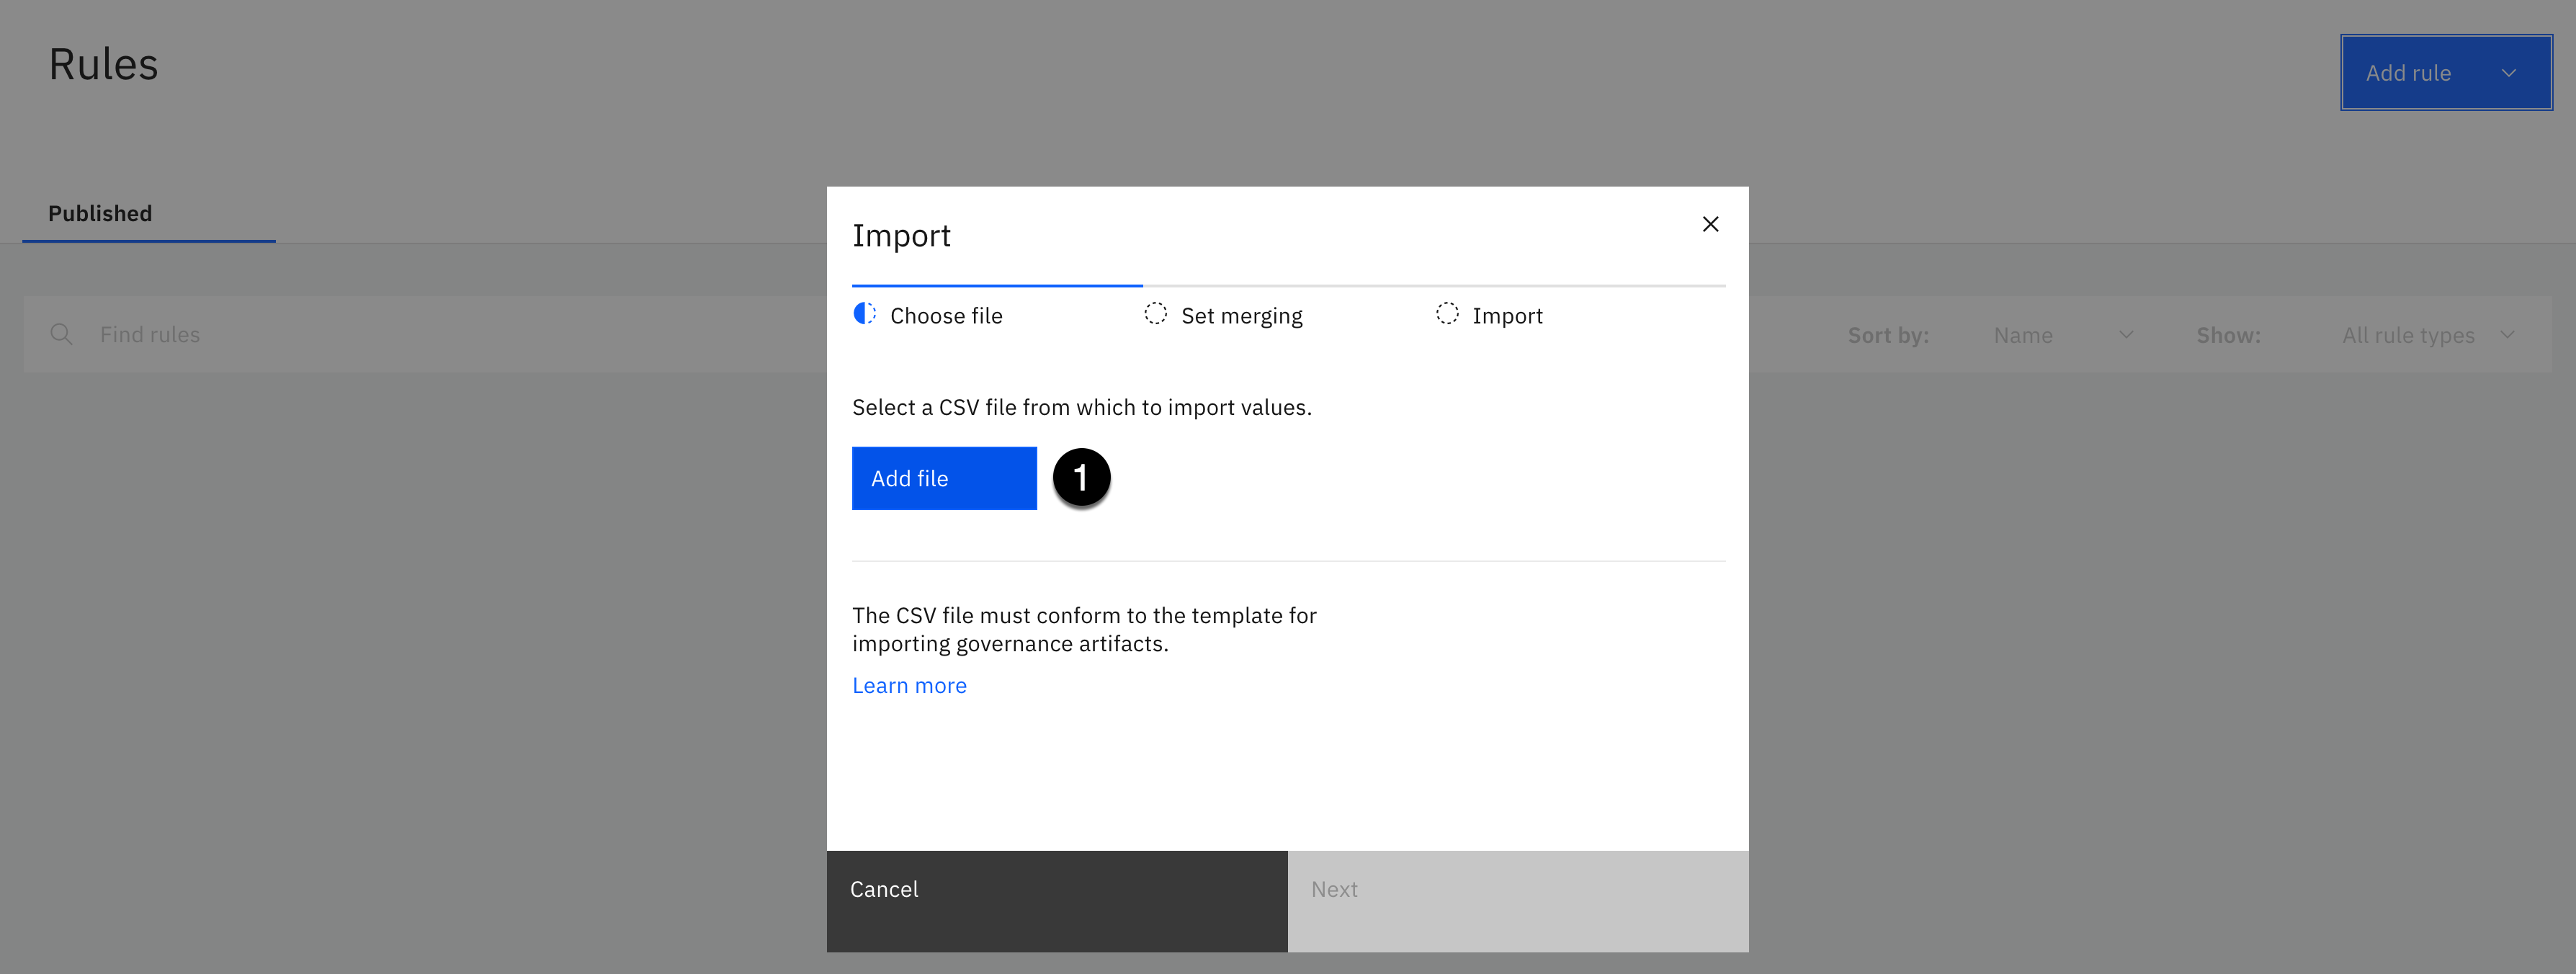 Rules
Add rule
Published
Import
Choose file
Set merging
Import
Find rules
Sort by:
Name
Show:
All rule types
Select a CSV file from which to import values.
Add file
1
The CSV file must conform to the template for
importing governance artifacts.
Learn more
Cancel
Next